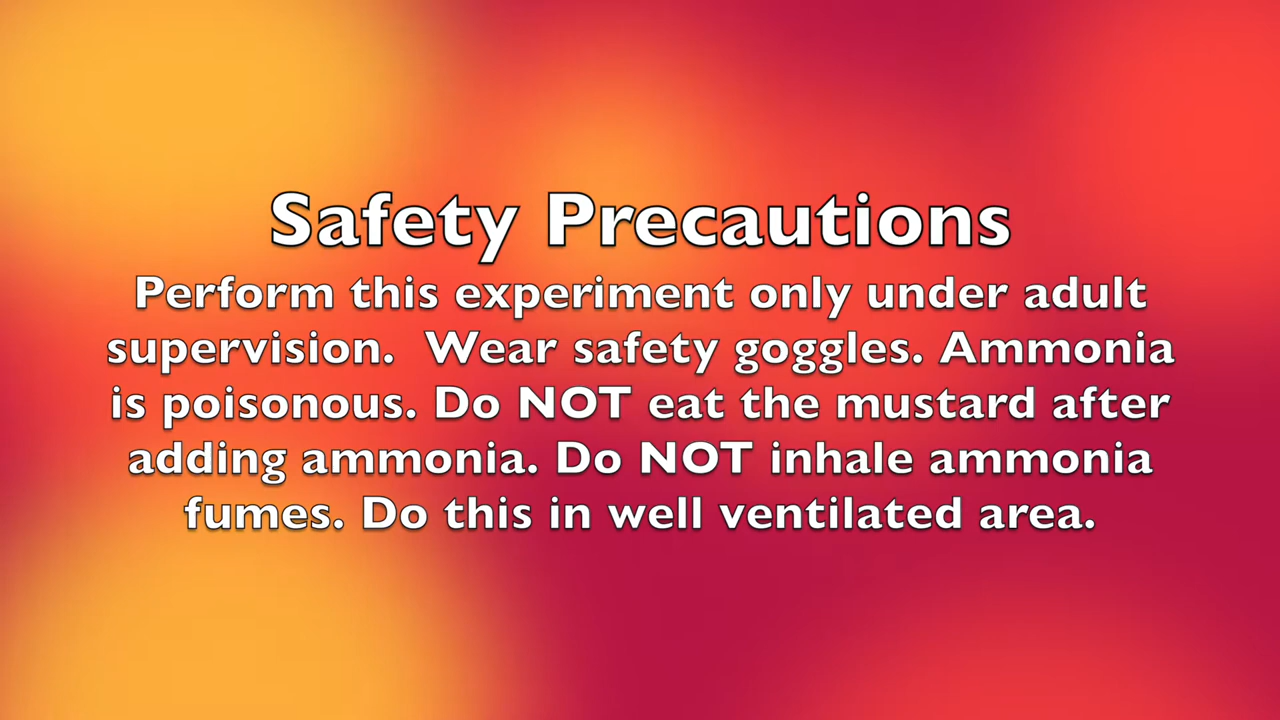 Safety Precautions
Perform this experiment only under adult
supervision.  Wear safety goggles. Ammonia
is poisonous. Do NOT eat the mustard after
adding ammonia. Do NOT inhale ammonia
fumes. Do this in well ventilated area.